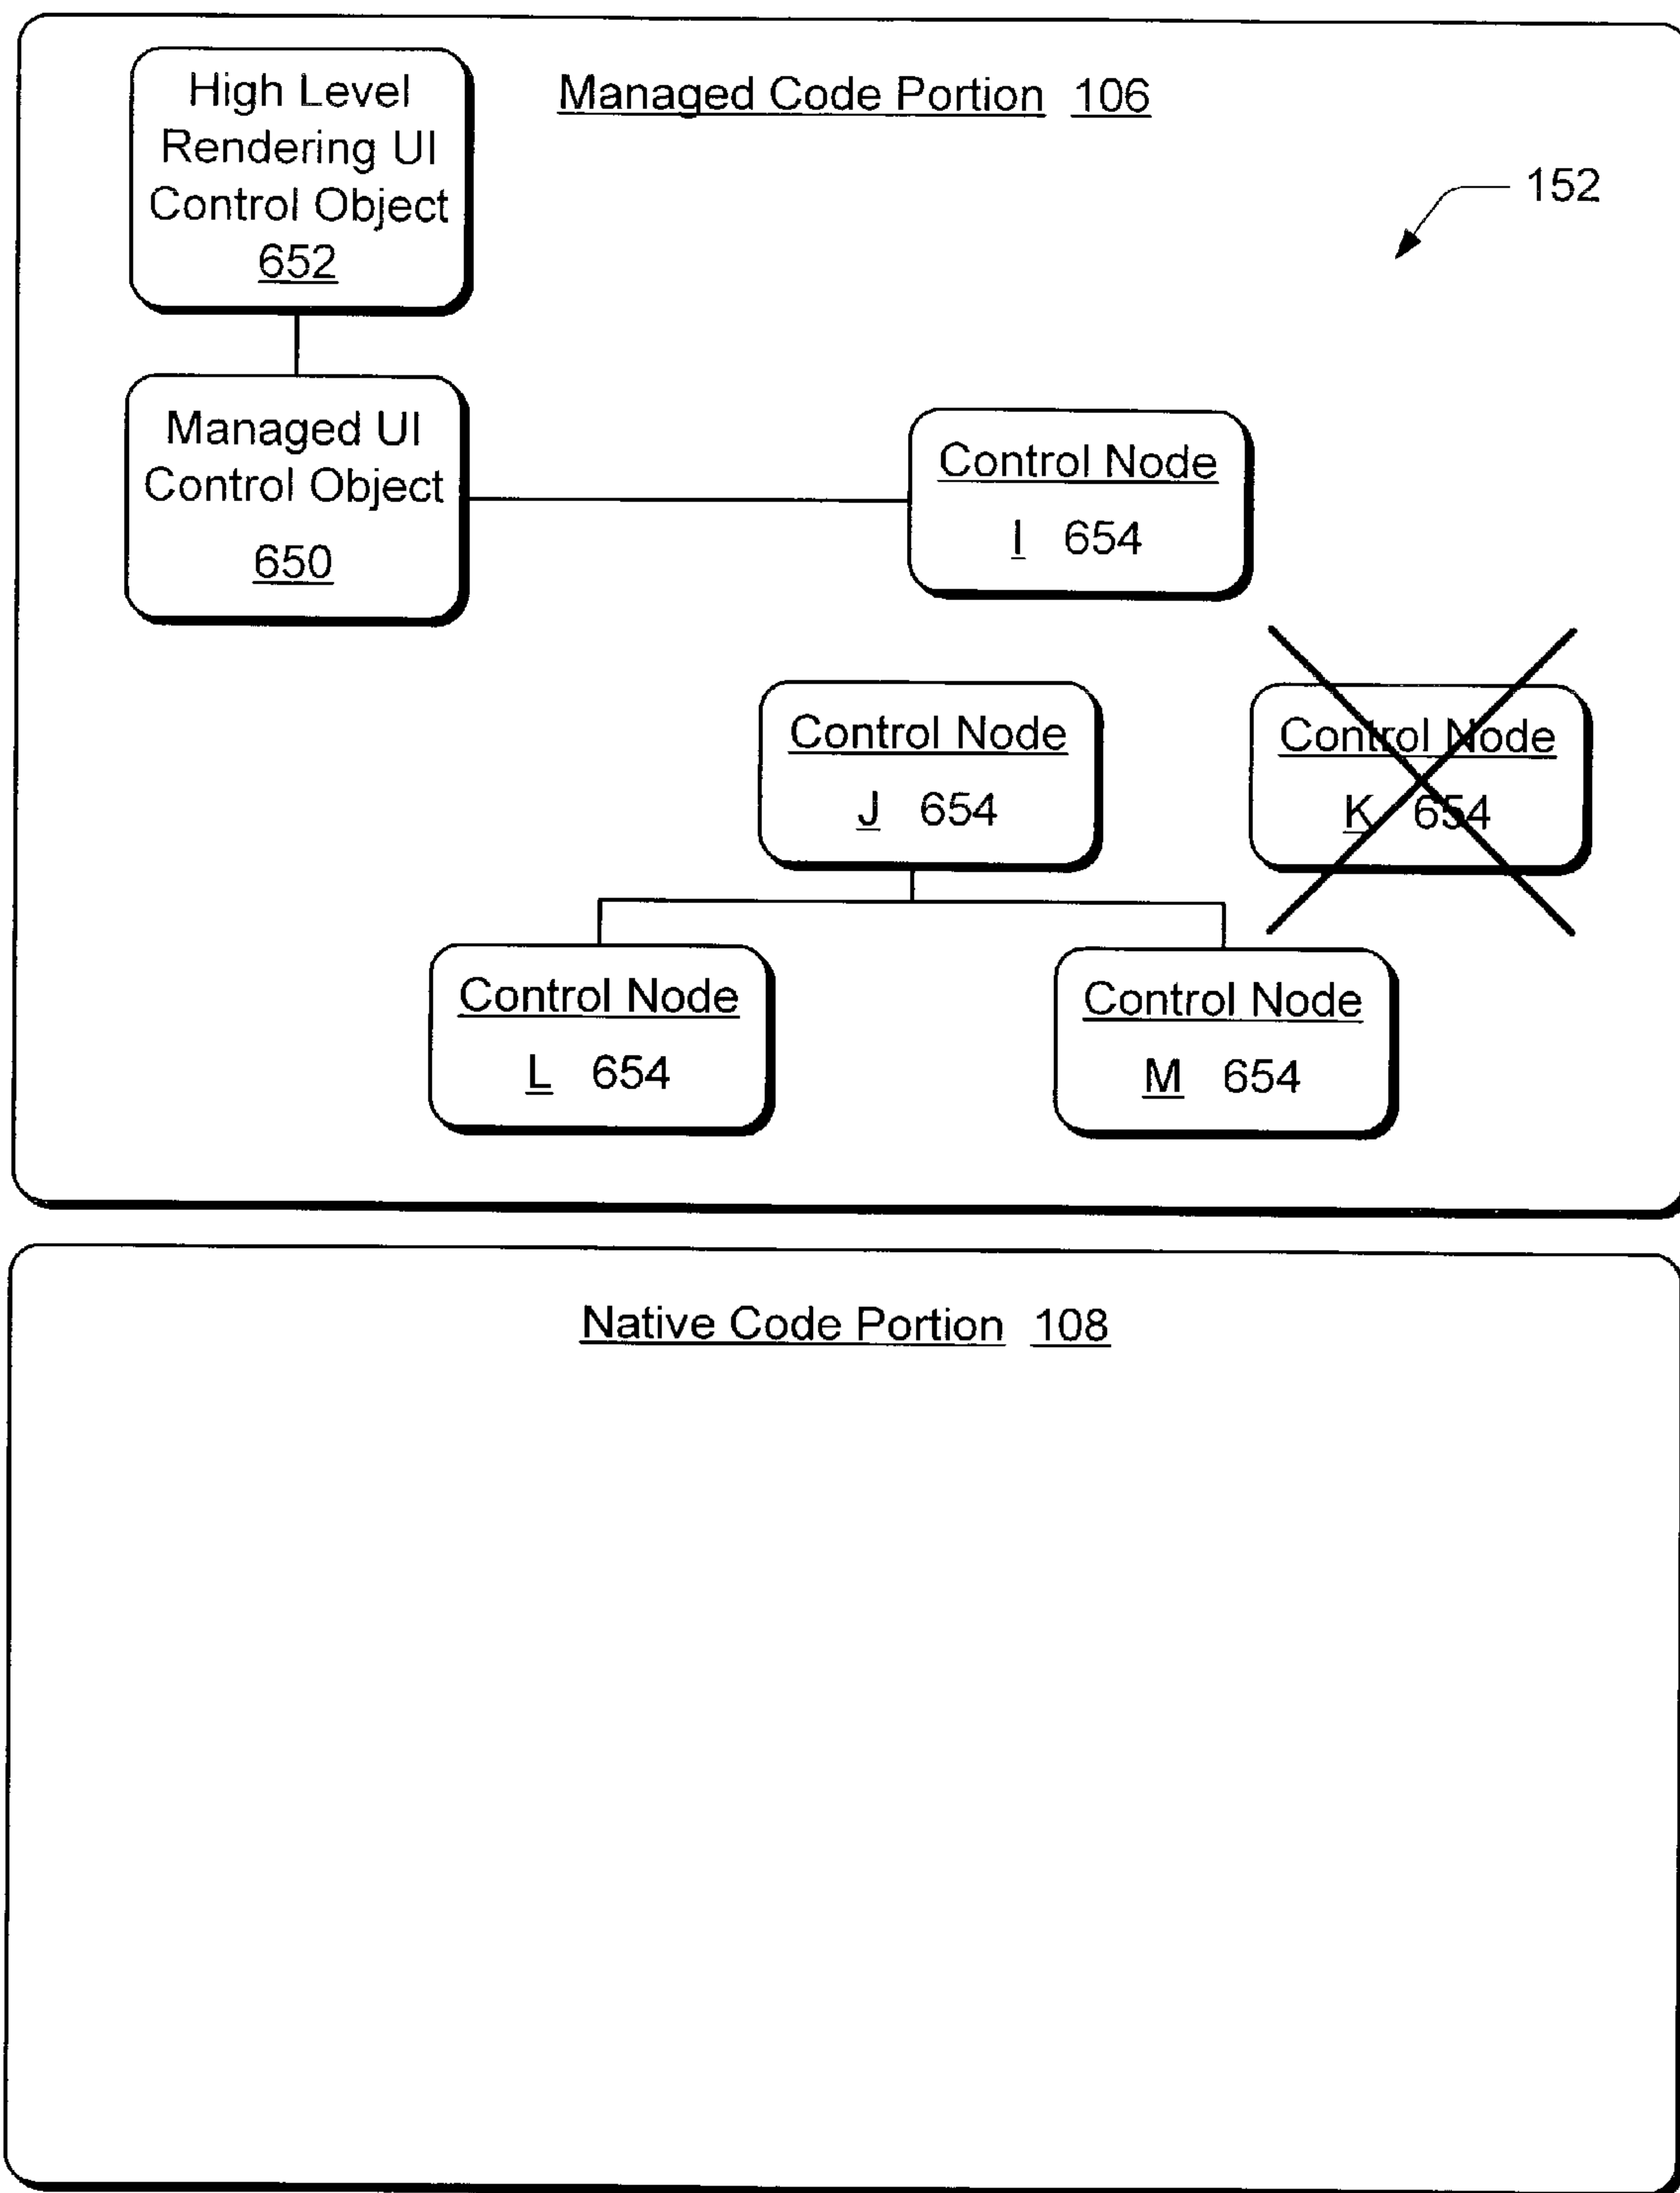 High Level
Rendering UI
Control Object
652
Managed Code Portion 106
152
Managed UI
Control Object
650
Control Node
I 654
Control Node
J 654
Control Node
K 654
Control Node
L 654
Control Node
M 654
Native Code Portion 108